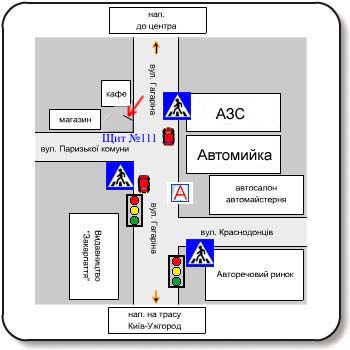 нап.
до центра
вул. Гагаріна
кафе
магазин
Щит №111
АЗС
вул. Паризької комуни
Автомийка
автосалон
автомайстерня
А
вул. Гагаріна
Видавництво
"Закарпаття"
вул. Краснодонців
Авторечовий ринок
нап. на трасу
Київ-Ужгород